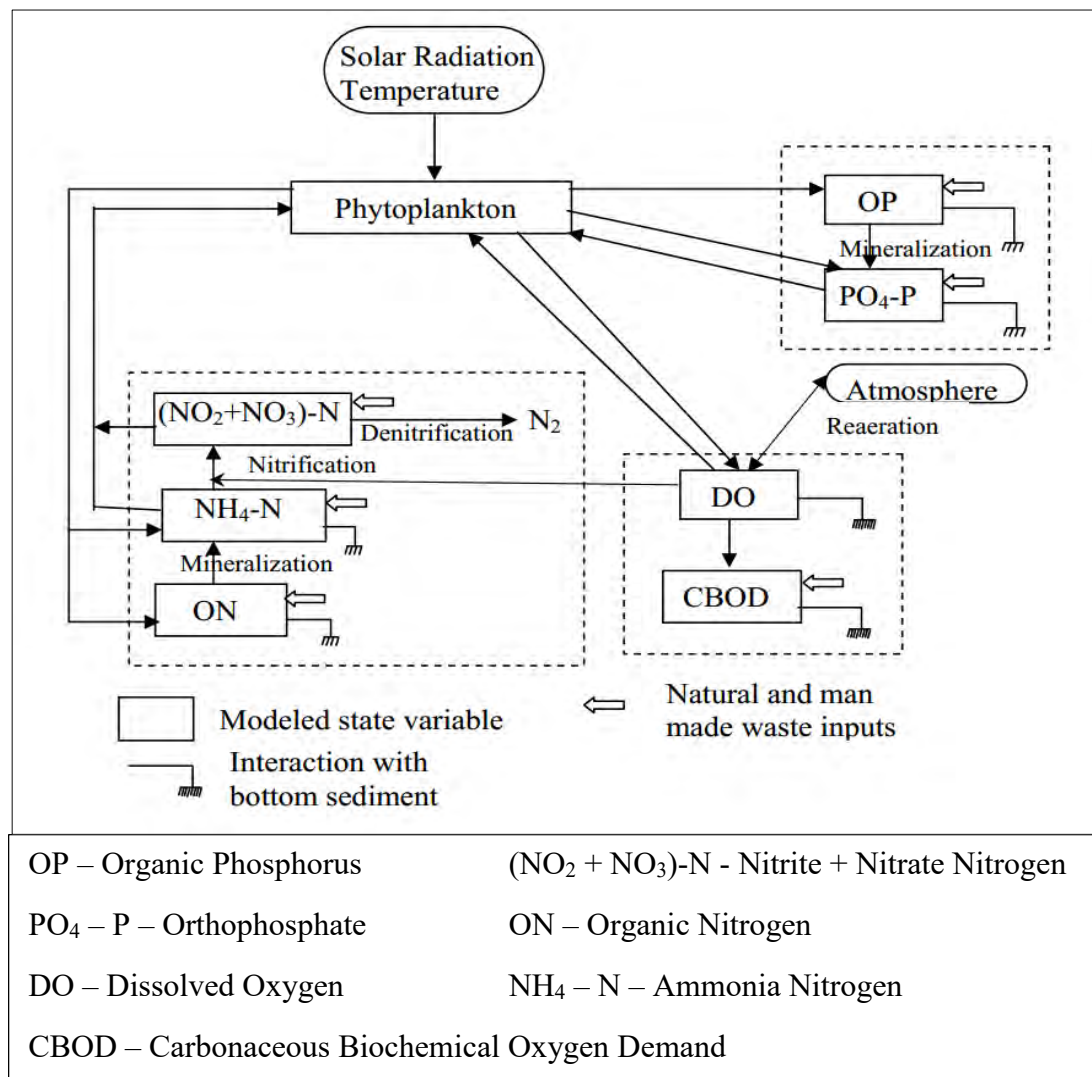 Solar Radiation
Temperature
Phytoplankton
OP
Mineralization
PO₄-P
Atmosphere
Reaeration
(NO₂+NO₃)-N
Denitrification
N₂
Nitrification
DO
NH₄-N
Mineralization
CBOD
ON
Modeled state variable
Natural and man
made waste inputs
Interaction with
bottom sediment
OP – Organic Phosphorus
(NO₂ + NO₃)-N - Nitrite + Nitrate Nitrogen
PO₄ – P – Orthophosphate
ON – Organic Nitrogen
DO – Dissolved Oxygen
NH₄ – N – Ammonia Nitrogen
CBOD – Carbonaceous Biochemical Oxygen Demand